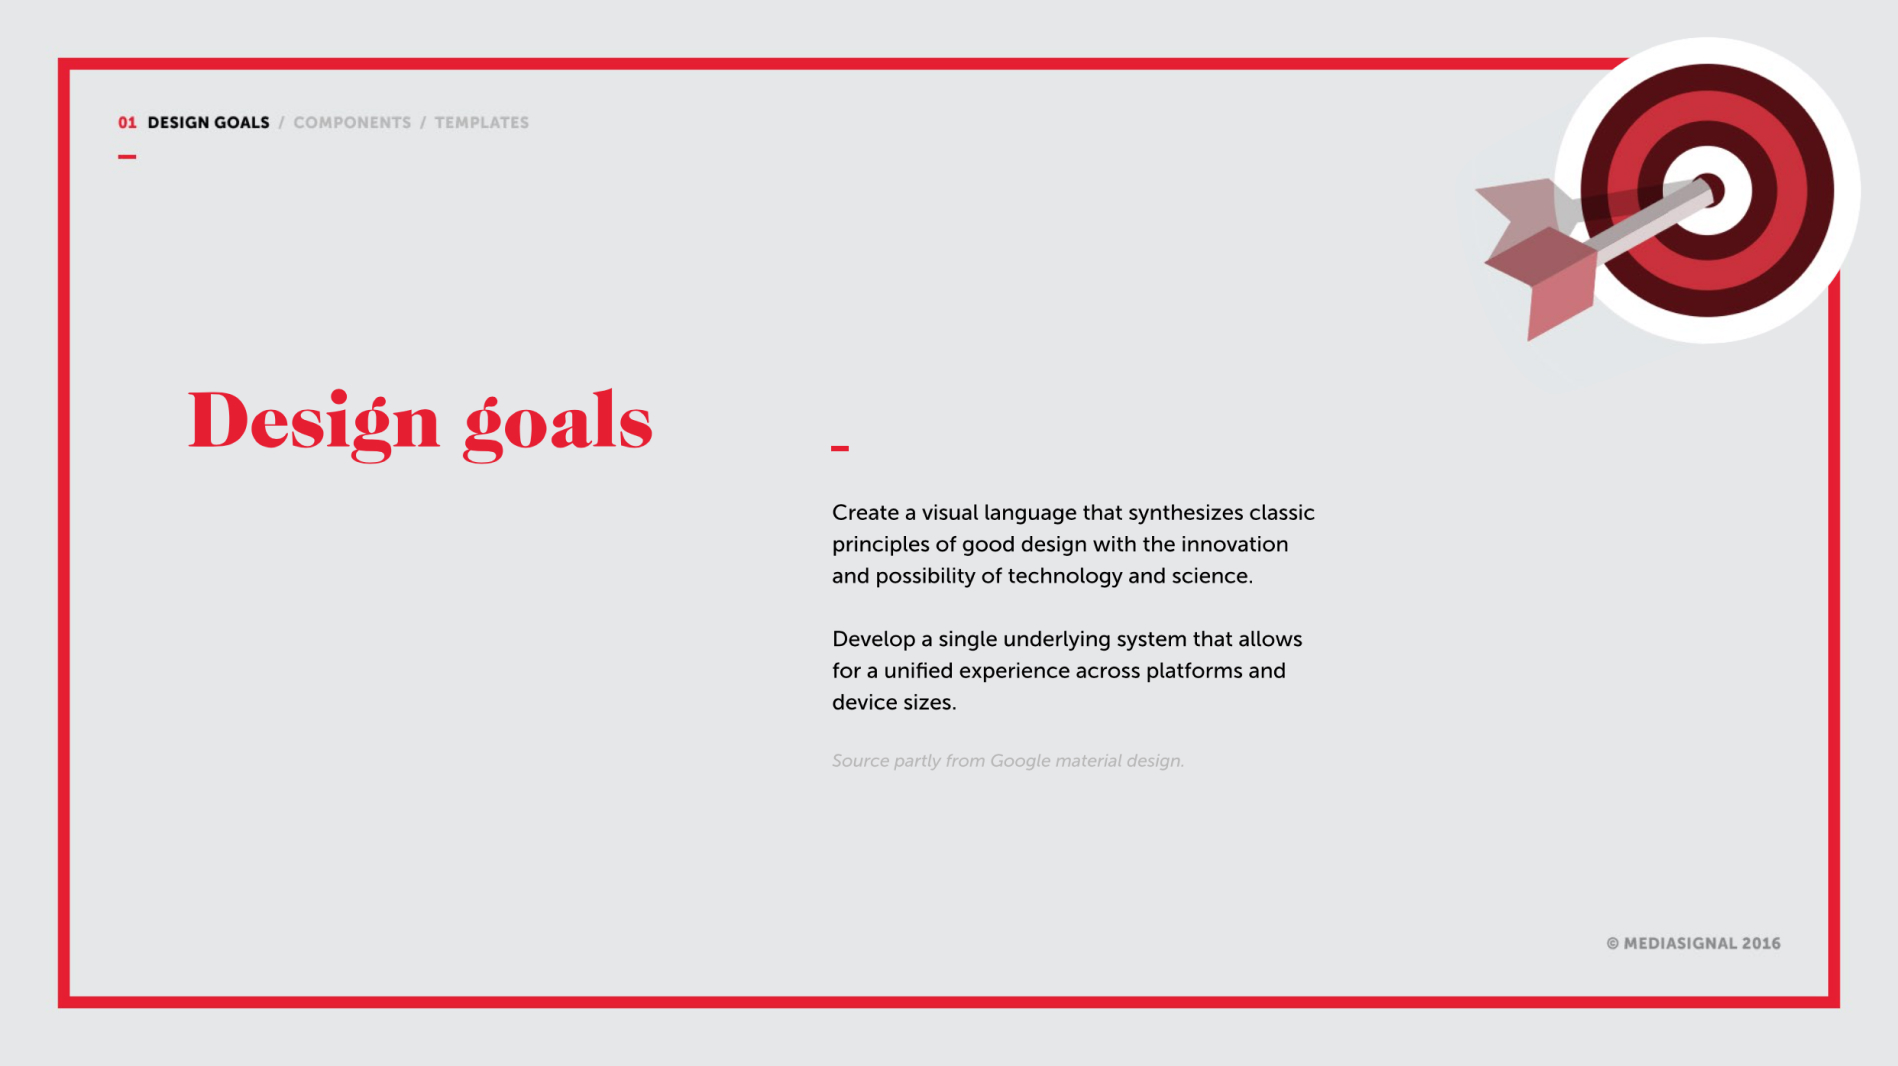 01 DESIGN GOALS / COMPONENTS / TEMPLATES
Design goals
Create a visual language that synthesizes classic
principles of good design with the innovation
and possibility of technology and science.
Develop a single underlying system that allows
for a unified experience across platforms and
device sizes.
Source partly from Google material design.
© MEDIASIGNAL 2016